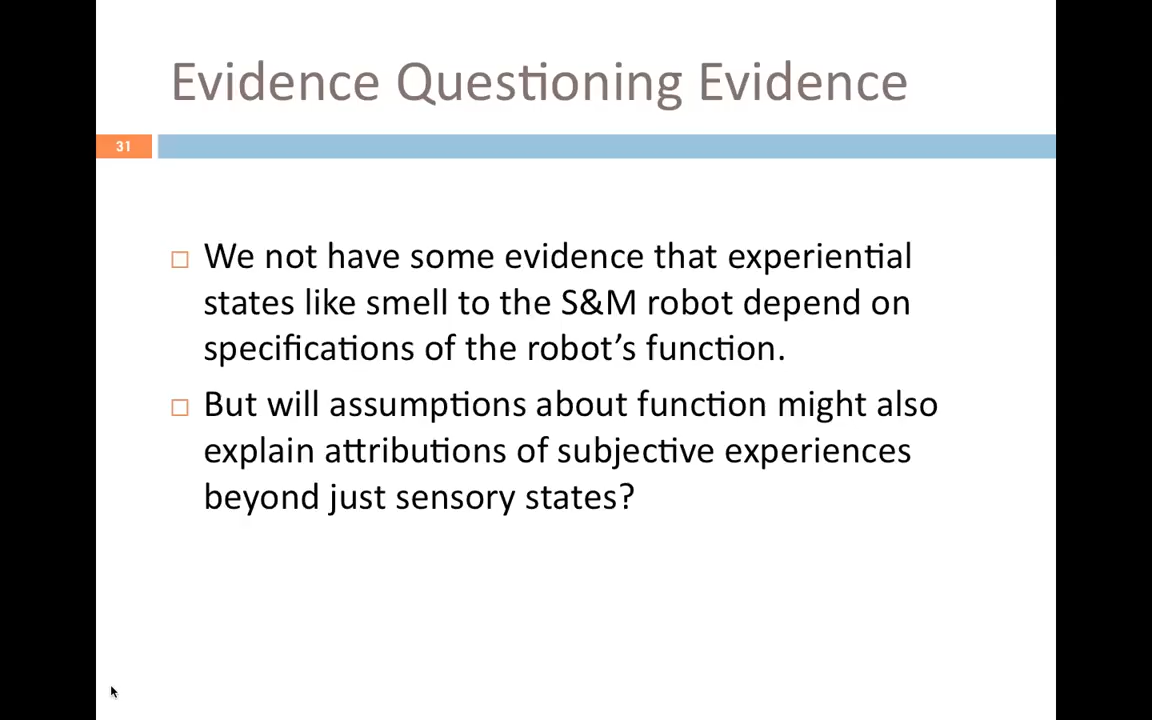 Evidence Questioning Evidence
31
We not have some evidence that experiential
states like smell to the S&M robot depend on
specifications of the robot’s function.
But will assumptions about function might also
explain attributions of subjective experiences
beyond just sensory states?